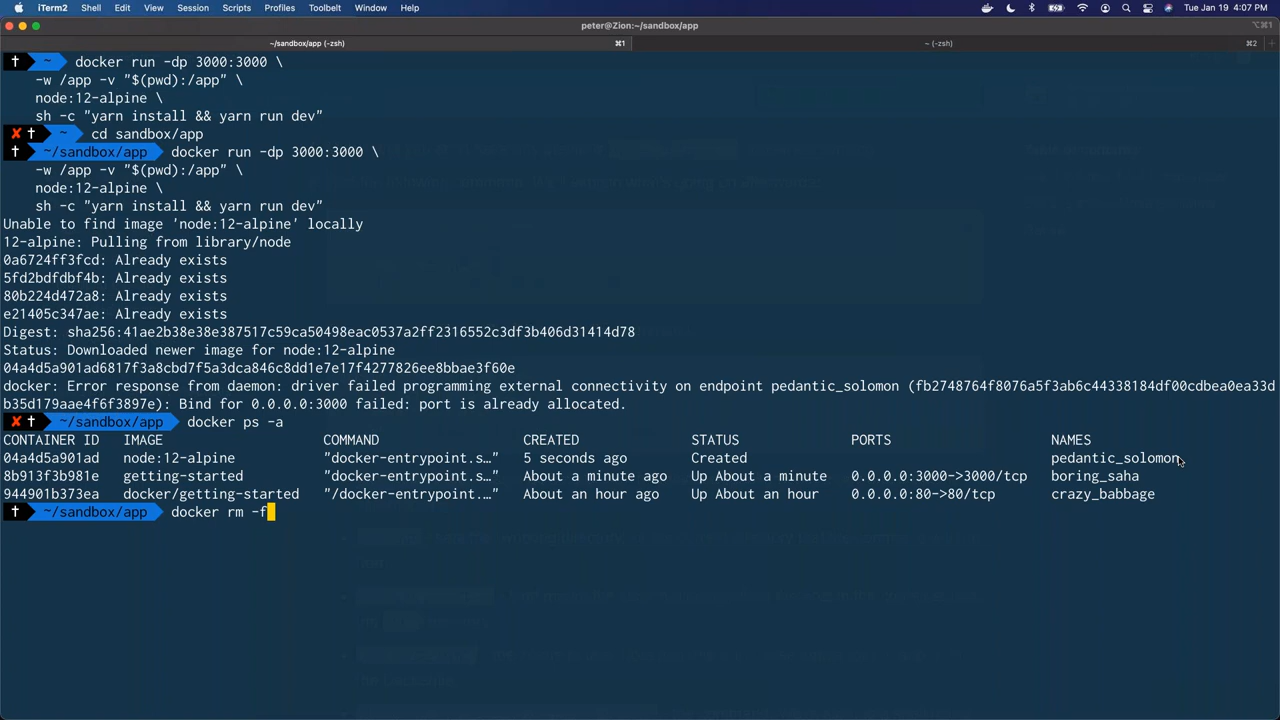 iTerm2 Shell Edit View Session Scripts Profiles Toolbelt Window Help Tue Jan 19 4:07 PM
peter@Zion:~/sandbox/app ⌥⌘1
~/sandbox/app (-zsh) ⌘1 ~ (-zsh) ⌘2
~ docker run -dp 3000:3000 \
-w /app -v "$(pwd):/app" \
node:12-alpine \
sh -c "yarn install && yarn run dev"
✘ † ~ cd sandbox/app
† ~/sandbox/app docker run -dp 3000:3000 \
-w /app -v "$(pwd):/app" \
node:12-alpine \
sh -c "yarn install && yarn run dev"
Unable to find image 'node:12-alpine' locally
12-alpine: Pulling from library/node
0a6724ff3fcd: Already exists
5fd2bdfdbf4b: Already exists
80b224d472a8: Already exists
e21405c347ae: Already exists
Digest: sha256:41ae2b38e38e387517c59ca50498eac0537a2ff2316552c3df3b406d31414d78
Status: Downloaded newer image for node:12-alpine
04a4d5a901ad6817f3a8cbd7f5a3dca846c8dd1e7e17f4277826ee8bbae3f60e
docker: Error response from daemon: driver failed programming external connectivity on endpoint pedantic_solomon (fb2748764f8076a5f3ab6c44338184df00cdbea0ea33d
b35d179aae4f6f3897e): Bind for 0.0.0.0:3000 failed: port is already allocated.
✘ † ~/sandbox/app docker ps -a
CONTAINER ID IMAGE COMMAND CREATED STATUS PORTS NAMES
04a4d5a901ad node:12-alpine "docker-entrypoint.s…" 5 seconds ago Created pedantic_solomon
8b913f3b981e getting-started "docker-entrypoint.s…" About a minute ago Up About a minute 0.0.0.0:3000->3000/tcp boring_saha
944901b373ea docker/getting-started "/docker-entrypoint.…" About an hour ago Up About an hour 0.0.0.0:80->80/tcp crazy_babbage
† ~/sandbox/app docker rm -f